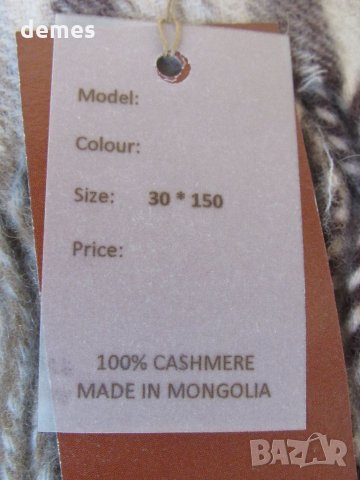 demes
Model:
Colour:
Size: 30 * 150
Price:
100% CASHMERE
MADE IN MONGOLIA
BAZAR